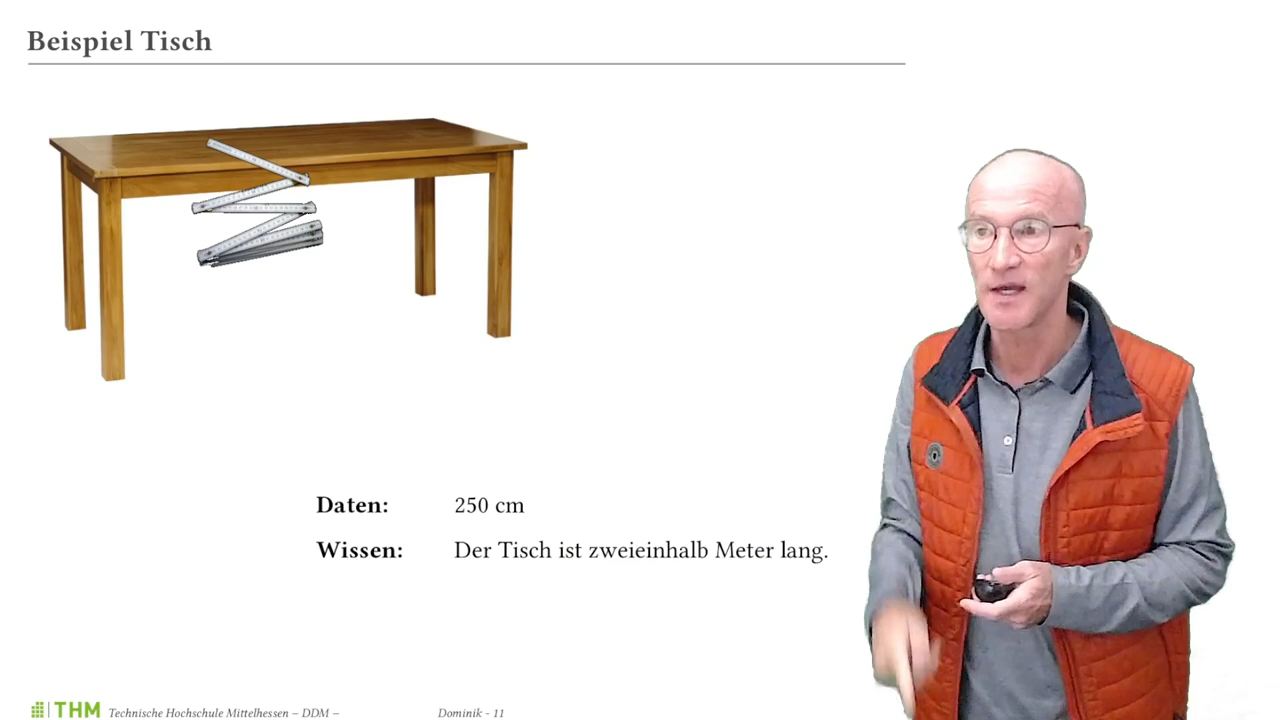 Beispiel Tisch
Daten: 250 cm
Wissen: Der Tisch ist zweieinhalb Meter lang.
THM Technische Hochschule Mittelhessen – DDM – Dominik - 11